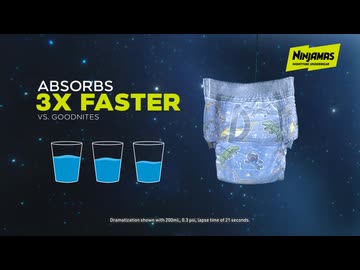 NINJAMAS
NIGHTTIME UNDERWEAR
ABSORBS
3X FASTER
VS. GOODNITES
Dramatization shown with 200mL, 0.3 psi, lapse time of 21 seconds.